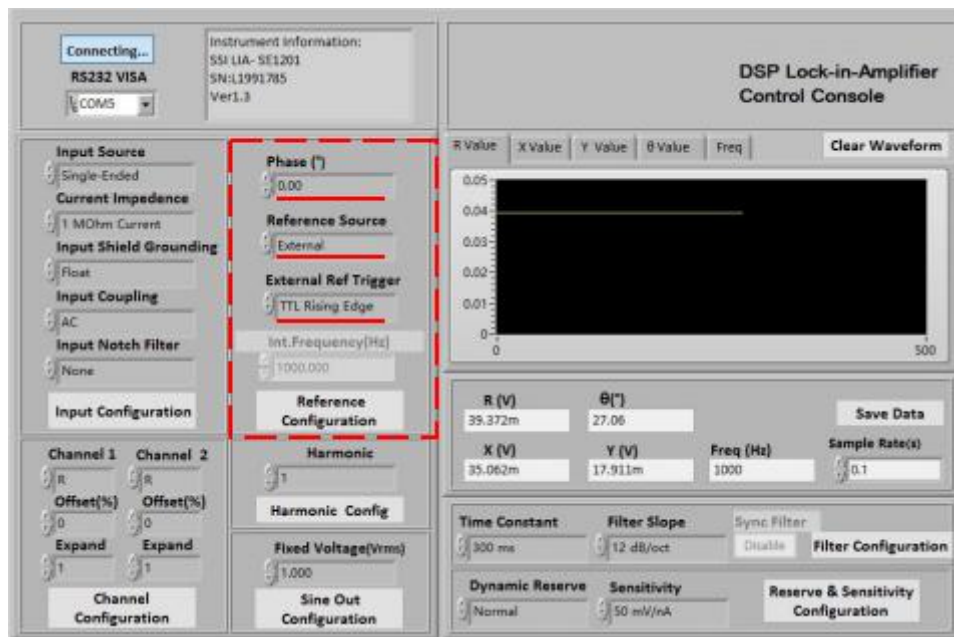 Connecting...
RS232 VISA
COM5
Instrument Information:
SSI LIA- SE1201
SN:L1991785
Ver1.3
DSP Lock-in-Amplifier
Control Console
Input Source
Single-Ended
Current Impedance
1 MOhm Current
Input Shield Grounding
Float
Input Coupling
AC
Input Notch Filter
None
Input Configuration
Phase (°)
0.00
Reference Source
External
External Ref Trigger
TTL Rising Edge
Int.Frequency(Hz)
1000.000
Reference
Configuration
R Value X Value Y Value θ Value Freq Clear Waveform
0.05
0.04
0.03
0.02
0.01
0
0 500
R (V) θ(°)
39.372m 27.06
Save Data
X (V) Y (V) Freq (Hz) Sample Rate(s)
35.062m 17.911m 1000 0.1
Channel 1 Channel 2
R R
Offset(%) Offset(%)
0 0
Expand Expand
1 1
Channel
Configuration
Harmonic
1
Harmonic Config
Fixed Voltage(Vrms)
1.000
Sine Out
Configuration
Time Constant Filter Slope Sync Filter
300 ms 12 dB/oct Disable Filter Configuration
Dynamic Reserve Sensitivity
Normal 50 mV/nA
Reserve & Sensitivity
Configuration